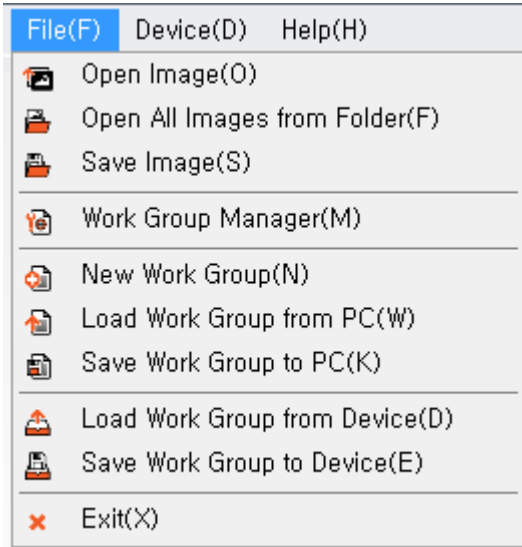 File(F) Device(D) Help(H)
Open Image(O)
Open All Images from Folder(F)
Save Image(S)
Work Group Manager(M)
New Work Group(N)
Load Work Group from PC(W)
Save Work Group to PC(K)
Load Work Group from Device(D)
Save Work Group to Device(E)
Exit(X)